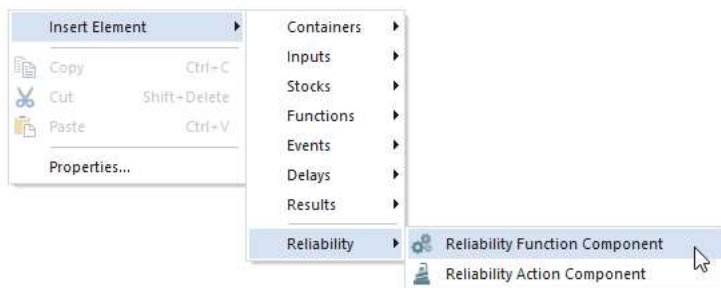 Insert Element
Copy Ctrl+C
Cut Shift+Delete
Paste Ctrl+V
Properties...
Containers
Inputs
Stocks
Functions
Events
Delays
Results
Reliability
Reliability Function Component
Reliability Action Component